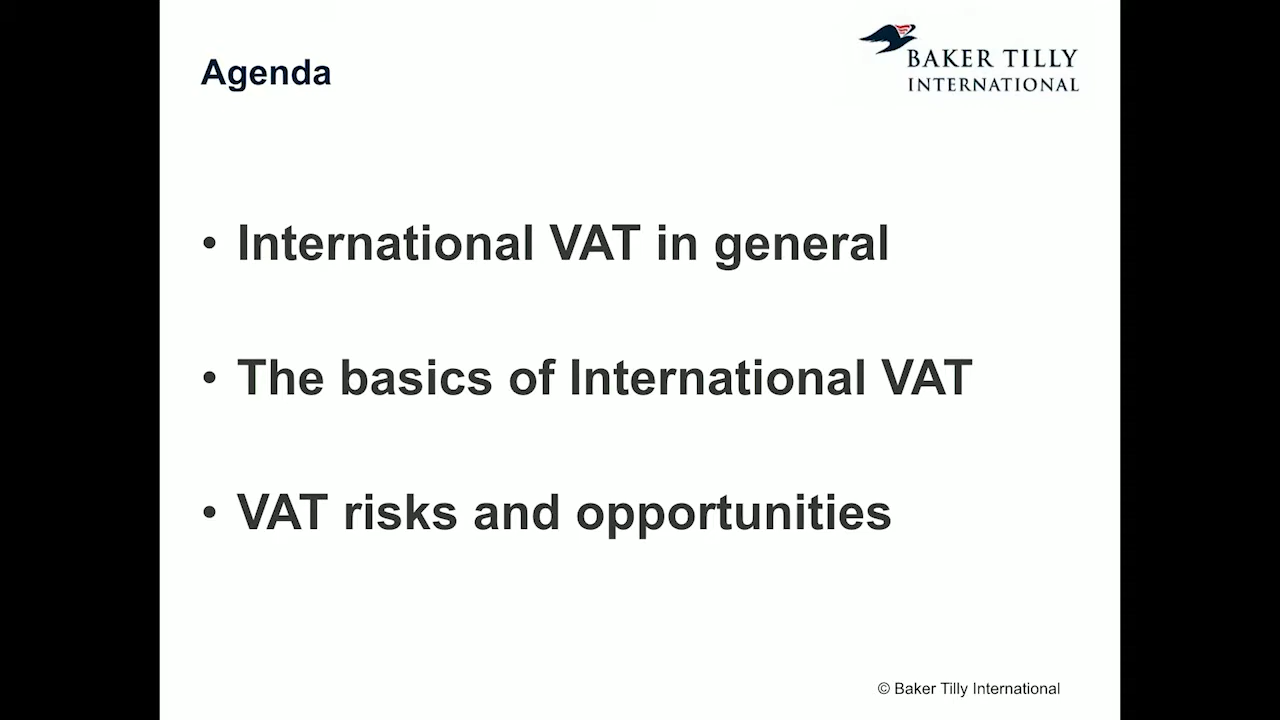 Agenda
BAKER TILLY
INTERNATIONAL
• International VAT in general
• The basics of International VAT
• VAT risks and opportunities
© Baker Tilly International